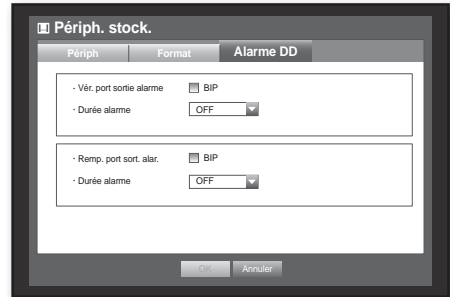 Périph. stock.
Périph Format Alarme DD
· Vér. port sortie alarme BIP
· Durée alarme OFF
· Remp. port sort. alar. BIP
· Durée alarme OFF
OK Annuler